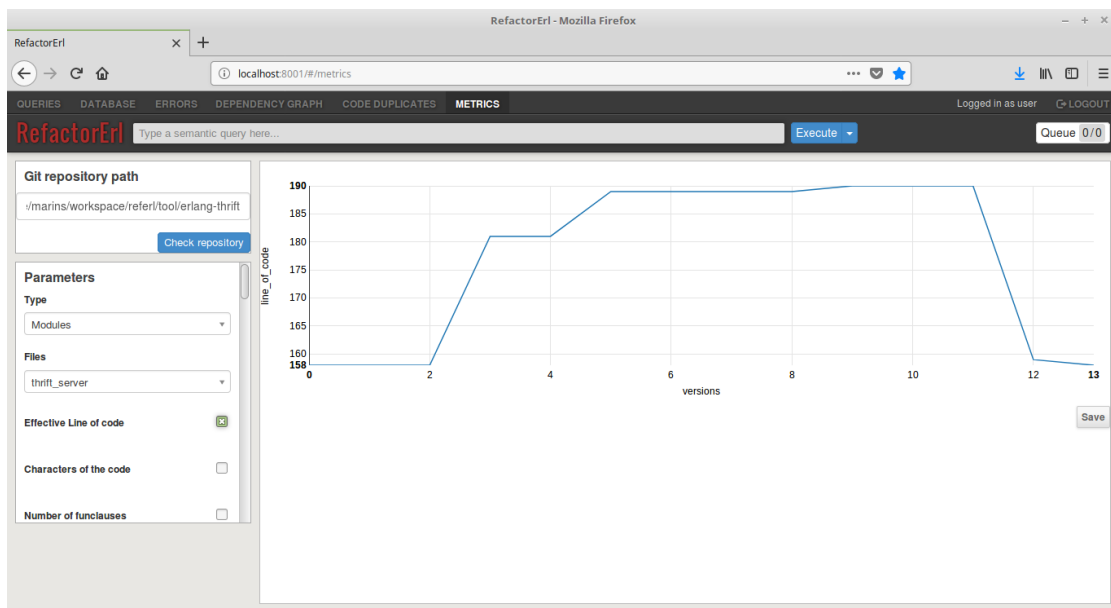 RefactorErl - Mozilla Firefox
RefactorErl
localhost:8001/#/metrics
QUERIES DATABASE ERRORS DEPENDENCY GRAPH CODE DUPLICATES METRICS Logged in as user LOGOUT
RefactorErl Type a semantic query here... Execute Queue 0/0
Git repository path
/marins/workspace/referl/tool/erlang-thrift
Check repository
Parameters
Type
Modules
Files
thrift_server
Effective Line of code
Characters of the code
Number of funclauses
190
185
180
175
170
165
160
158
line_of_code
0 2 4 6 8 10 12 13
versions
Save